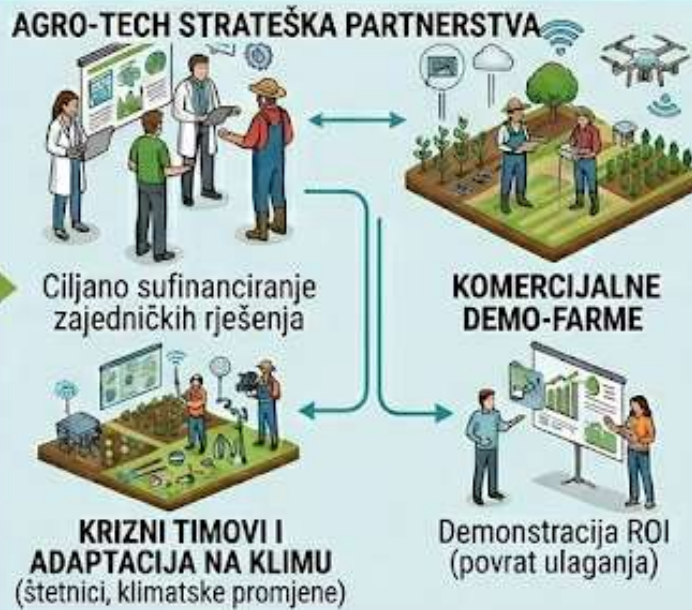 AGRO-TECH STRATEŠKA PARTNERSTVA
Ciljano sufinanciranje
zajedničkih rješenja
KOMERCIJALNE
DEMO-FARME
KRIZNI TIMOVI I
ADAPTACIJA NA KLIMU
(štetnici, klimatske promjene)
Demonstracija ROI
(povrat ulaganja)